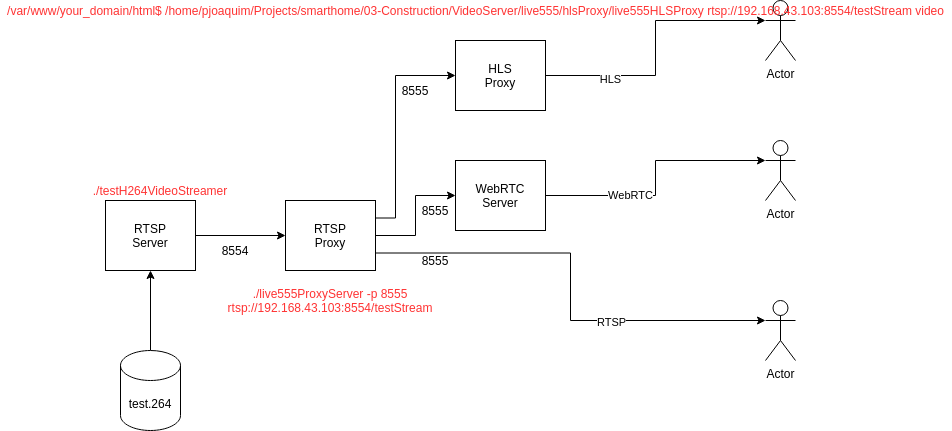 /var/www/your_domain/html$ /home/pjoaquim/Projects/smarthome/03-Construction/VideoServer/live555/hlsProxy/live555HLSProxy rtsp://192.168.43.103:8554/testStream video
HLS
Proxy
8555
HLS
Actor
WebRTC
Server
8555
WebRTC
Actor
./testH264VideoStreamer
RTSP
Server
8554
RTSP
Proxy
8555
./live555ProxyServer -p 8555
rtsp://192.168.43.103:8554/testStream
RTSP
Actor
test.264